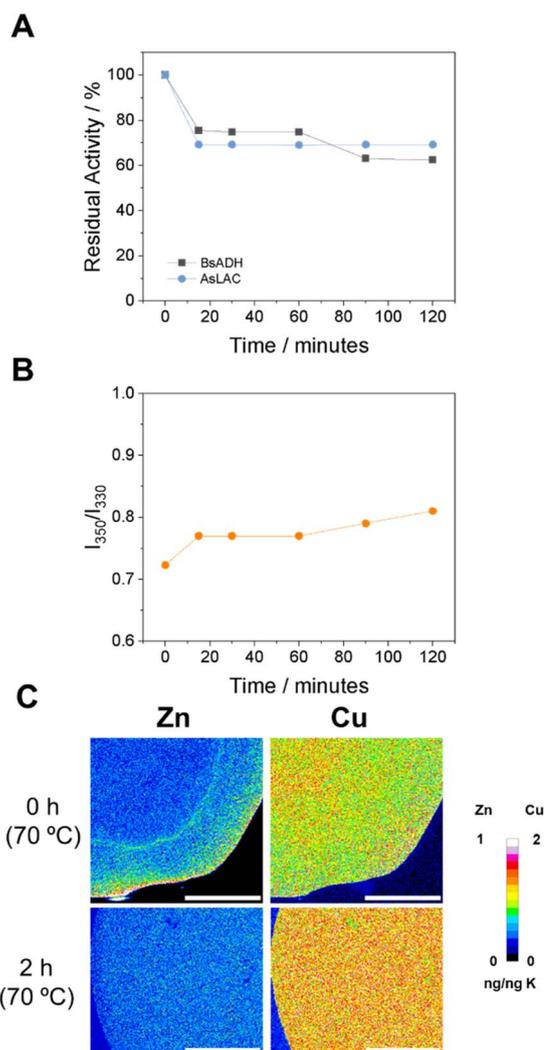 A
Residual Activity / %
100
80
60
40
20
0
BsADH
AsLAC
0 20 40 60 80 100 120
Time / minutes
B
I350/I330
1.0
0.9
0.8
0.7
0.6
0 20 40 60 80 100 120
Time / minutes
C
Zn Cu
0 h
(70 ºC)
2 h
(70 ºC)
Zn Cu
1 2
0 0
ng/ng K